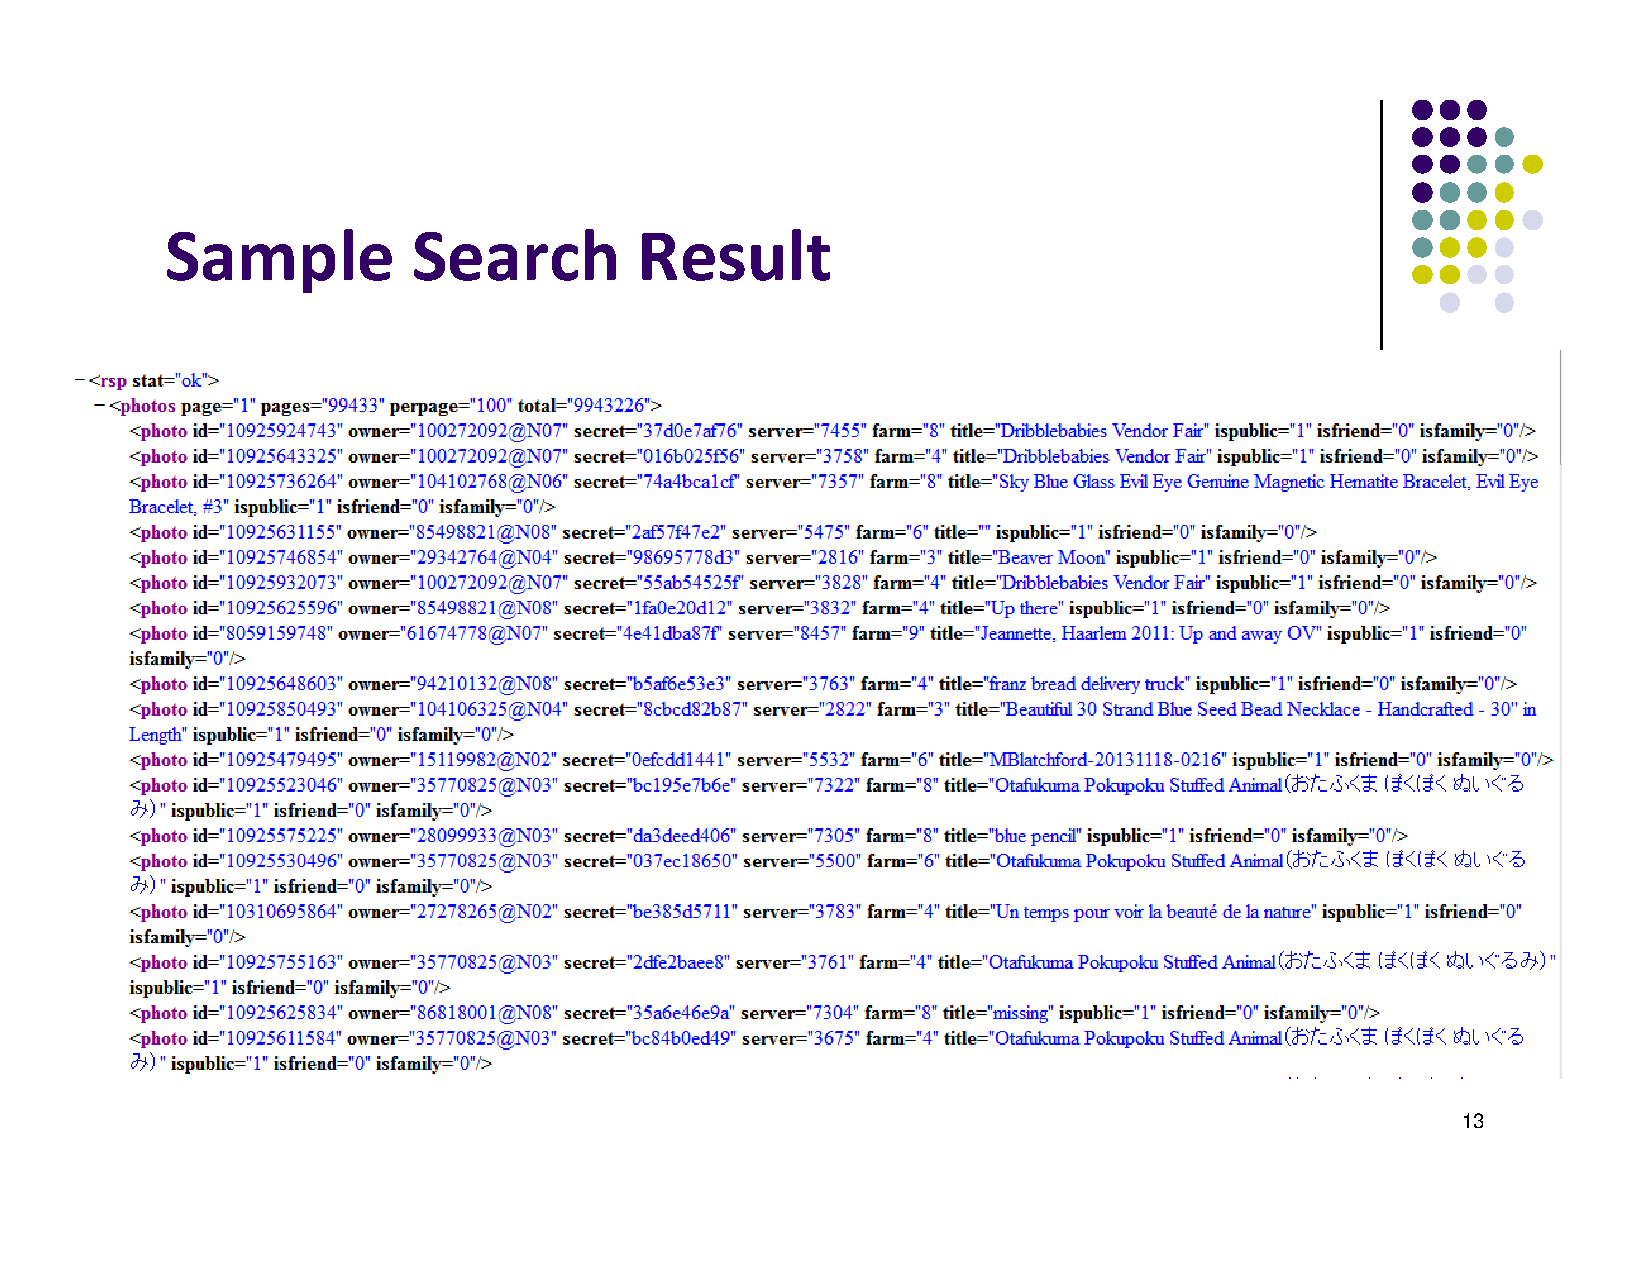 Sample Search Result
−<rsp stat="ok">
−<photos page="1" pages="99433" perpage="100" total="9943226">
<photo id="10925924743" owner="100272092@N07" secret="37d0e7af76" server="7455" farm="8" title="Dribblebabies Vendor Fair" ispublic="1" isfriend="0" isfamily="0"/>
<photo id="10925643325" owner="100272092@N07" secret="016b025f56" server="3758" farm="4" title="Dribblebabies Vendor Fair" ispublic="1" isfriend="0" isfamily="0"/>
<photo id="10925736264" owner="104102768@N06" secret="74a4bca1cf" server="7357" farm="8" title="Sky Blue Glass Evil Eye Genuine Magnetic Hematite Bracelet, Evil Eye
Bracelet, #3" ispublic="1" isfriend="0" isfamily="0"/>
<photo id="10925631155" owner="85498821@N08" secret="2af57f47e2" server="5475" farm="6" title="" ispublic="1" isfriend="0" isfamily="0"/>
<photo id="10925746854" owner="29342764@N04" secret="98695778d3" server="2816" farm="3" title="Beaver Moon" ispublic="1" isfriend="0" isfamily="0"/>
<photo id="10925932073" owner="100272092@N07" secret="55ab54525f" server="3828" farm="4" title="Dribblebabies Vendor Fair" ispublic="1" isfriend="0" isfamily="0"/>
<photo id="10925625596" owner="85498821@N08" secret="1fa0e20d12" server="3832" farm="4" title="Up there" ispublic="1" isfriend="0" isfamily="0"/>
<photo id="8059159748" owner="61674778@N07" secret="4e41dba87f" server="8457" farm="9" title="Jeannette, Haarlem 2011: Up and away OV" ispublic="1" isfriend="0"
isfamily="0"/>
<photo id="10925648603" owner="94210132@N08" secret="b5af6e53e3" server="3763" farm="4" title="franz bread delivery truck" ispublic="1" isfriend="0" isfamily="0"/>
<photo id="10925850493" owner="104106325@N04" secret="8cbcd82b87" server="2822" farm="3" title="Beautiful 30 Strand Blue Seed Bead Necklace - Handcrafted - 30" in
Length" ispublic="1" isfriend="0" isfamily="0"/>
<photo id="10925479495" owner="15119982@N02" secret="0efcdd1441" server="5532" farm="6" title="MBlatchford-20131118-0216" ispublic="1" isfriend="0" isfamily="0"/>
<photo id="10925523046" owner="35770825@N03" secret="bc195e7b6e" server="7322" farm="8" title="Otafukuma Pokupoku Stuffed Animal(おたふくま ぽくぽく ぬいぐる
み)" ispublic="1" isfriend="0" isfamily="0"/>
<photo id="10925575225" owner="28099933@N03" secret="da3deed406" server="7305" farm="8" title="blue pencil" ispublic="1" isfriend="0" isfamily="0"/>
<photo id="10925530496" owner="35770825@N03" secret="037ec18650" server="5500" farm="6" title="Otafukuma Pokupoku Stuffed Animal(おたふくま ぽくぽく ぬいぐる
み)" ispublic="1" isfriend="0" isfamily="0"/>
<photo id="10310695864" owner="27278265@N02" secret="be385d5711" server="3783" farm="4" title="Un temps pour voir la beauté de la nature" ispublic="1" isfriend="0"
isfamily="0"/>
<photo id="10925755163" owner="35770825@N03" secret="2dfe2baee8" server="3761" farm="4" title="Otafukuma Pokupoku Stuffed Animal(おたふくま ぽくぽく ぬいぐるみ)"
ispublic="1" isfriend="0" isfamily="0"/>
<photo id="10925625834" owner="86818001@N08" secret="35a6e46e9a" server="7304" farm="8" title="missing" ispublic="1" isfriend="0" isfamily="0"/>
<photo id="10925611584" owner="35770825@N03" secret="bc84b0ed49" server="3675" farm="4" title="Otafukuma Pokupoku Stuffed Animal(おたふくま ぽくぽく ぬいぐる
み)" ispublic="1" isfriend="0" isfamily="0"/>
13